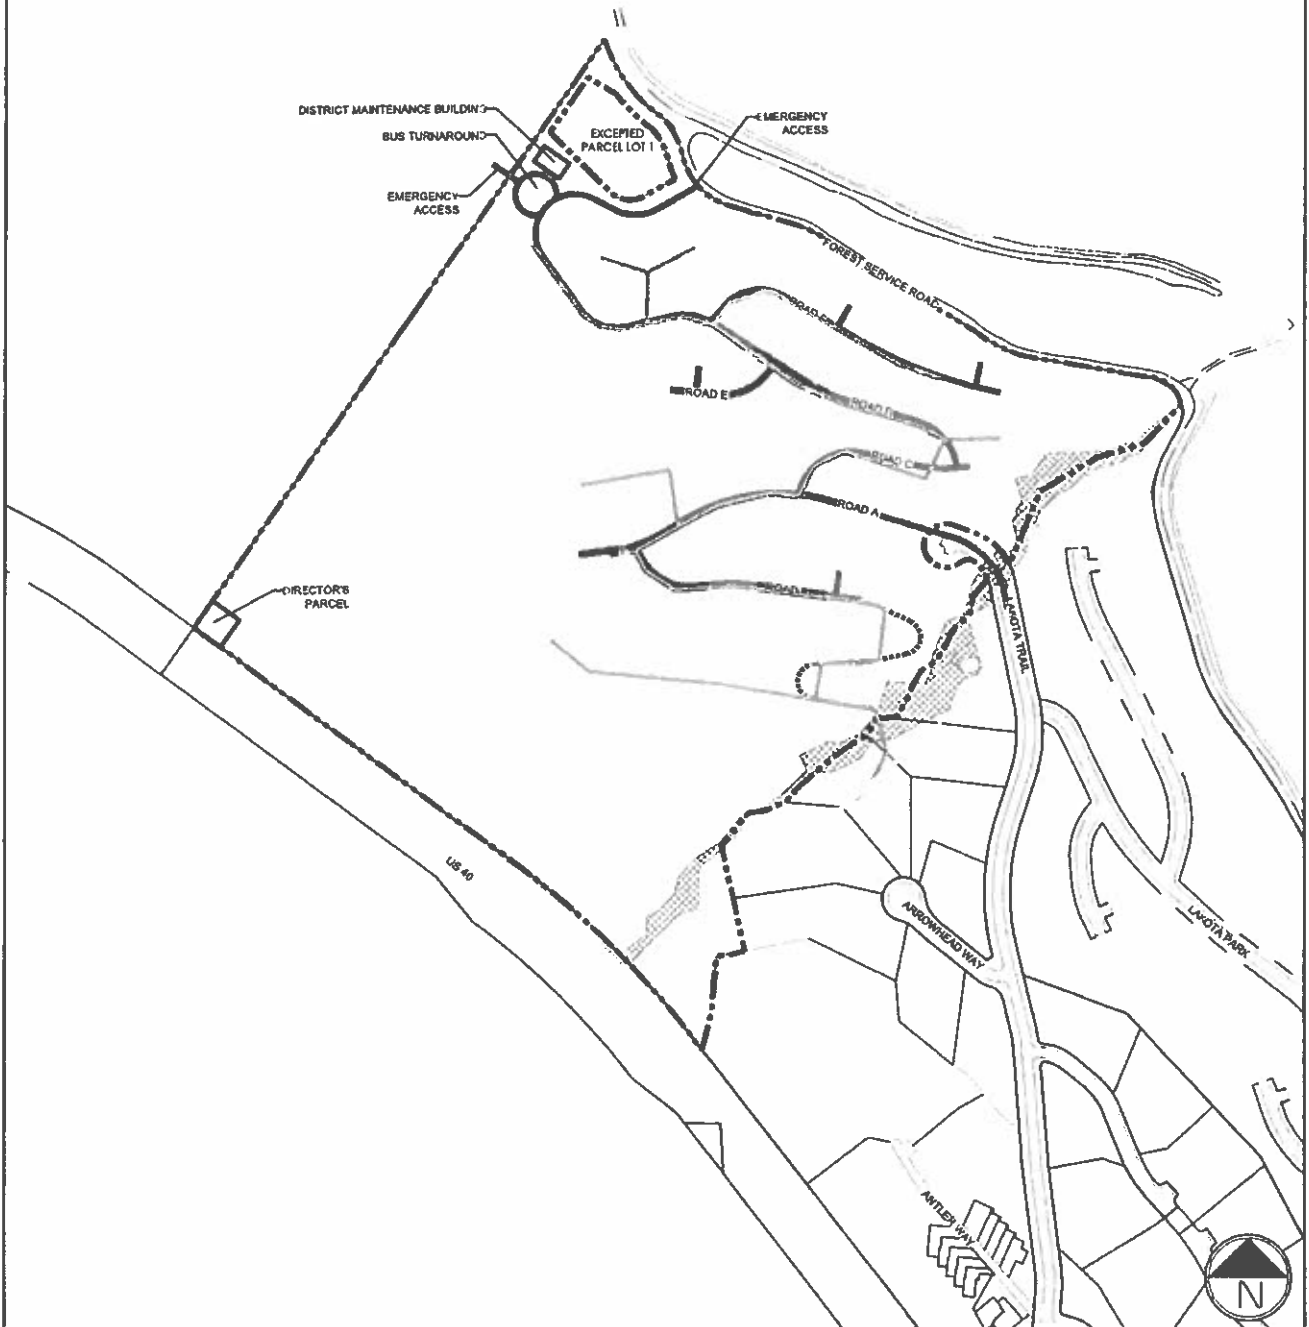 DISTRICT MAINTENANCE BUILDING
BUS TURNAROUND
EMERGENCY
ACCESS
EXCEPTED
PARCEL LOT 1
EMERGENCY
ACCESS
FOREST SERVICE ROAD
ROAD E
ROAD C
ROAD A
DIRECTOR'S
PARCEL
LAKOTA TRAIL
US 40
ARROWHEAD WAY
LAKOTA PARK
ANTLER WAY
N